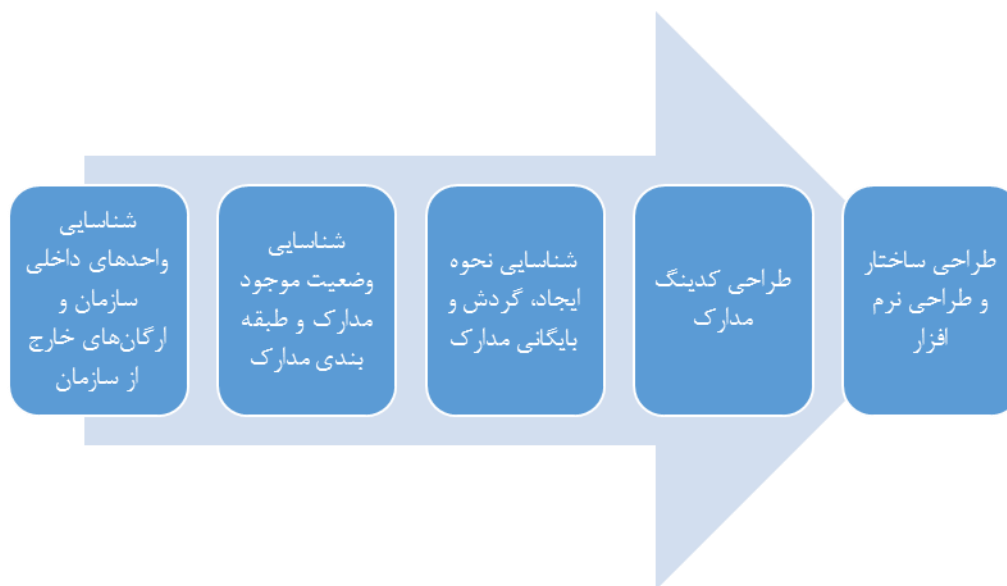 شناسایی
واحدهای داخلی
سازمان و
ارگان‌های خارج
از سازمان
شناسایی
وضعیت موجود
مدارک و طبقه
بندی مدارک
شناسایی نحوه
ایجاد، گردش و
بایگانی مدارک
طراحی کدینگ
مدارک
طراحی ساختار
و طراحی نرم
افزار